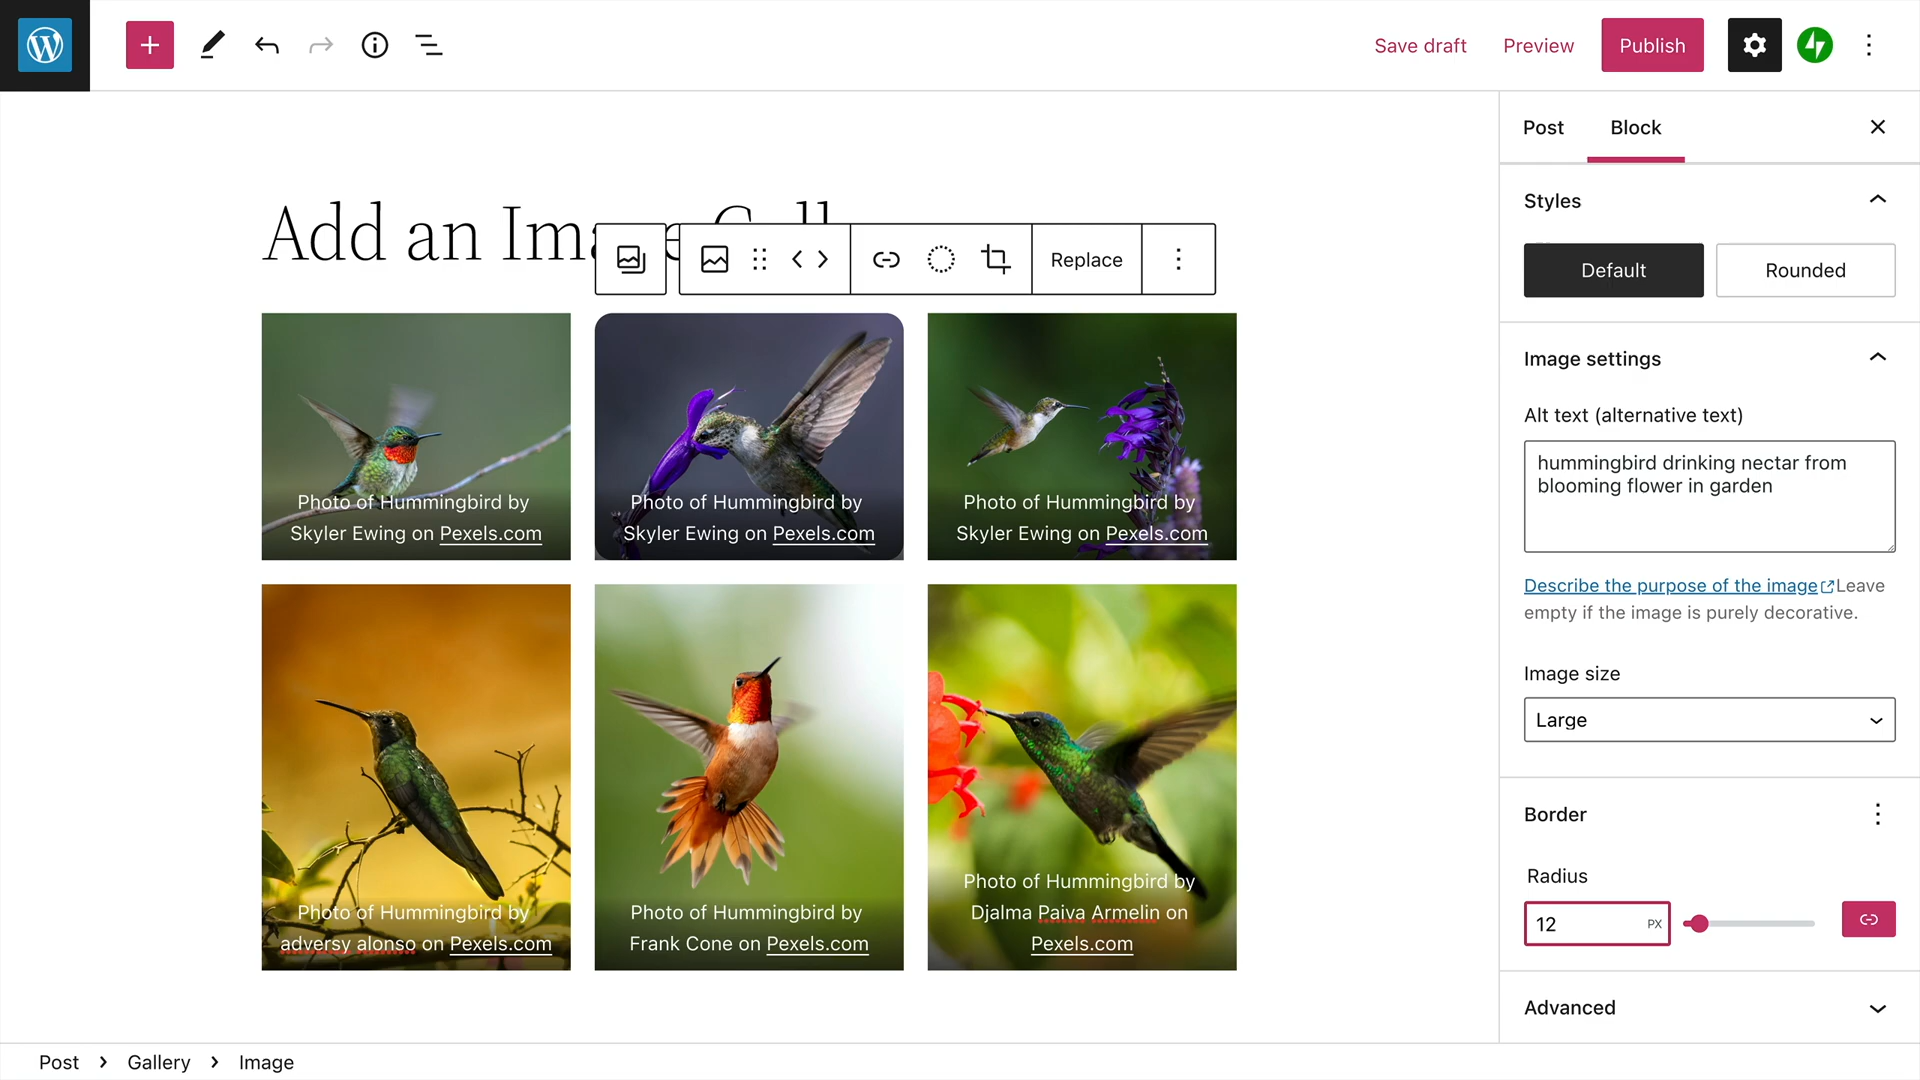 Save draft
Preview
Publish
Post
Block
Styles
Default
Rounded
Add an
Replace
Image settings
Alt text (alternative text)
hummingbird drinking nectar from
blooming flower in garden
Describe the purpose of the image Leave
empty if the image is purely decorative.
Image size
Large
Border
Radius
12
PX
Advanced
Photo of Hummingbird by
Skyler Ewing on Pexels.com
Photo of Hummingbird by
Skyler Ewing on Pexels.com
Photo of Hummingbird by
Skyler Ewing on Pexels.com
Photo of Hummingbird by
adversy alonso on Pexels.com
Photo of Hummingbird by
Frank Cone on Pexels.com
Photo of Hummingbird by
Djalma Paiva Armelin on
Pexels.com
Post
Gallery
Image